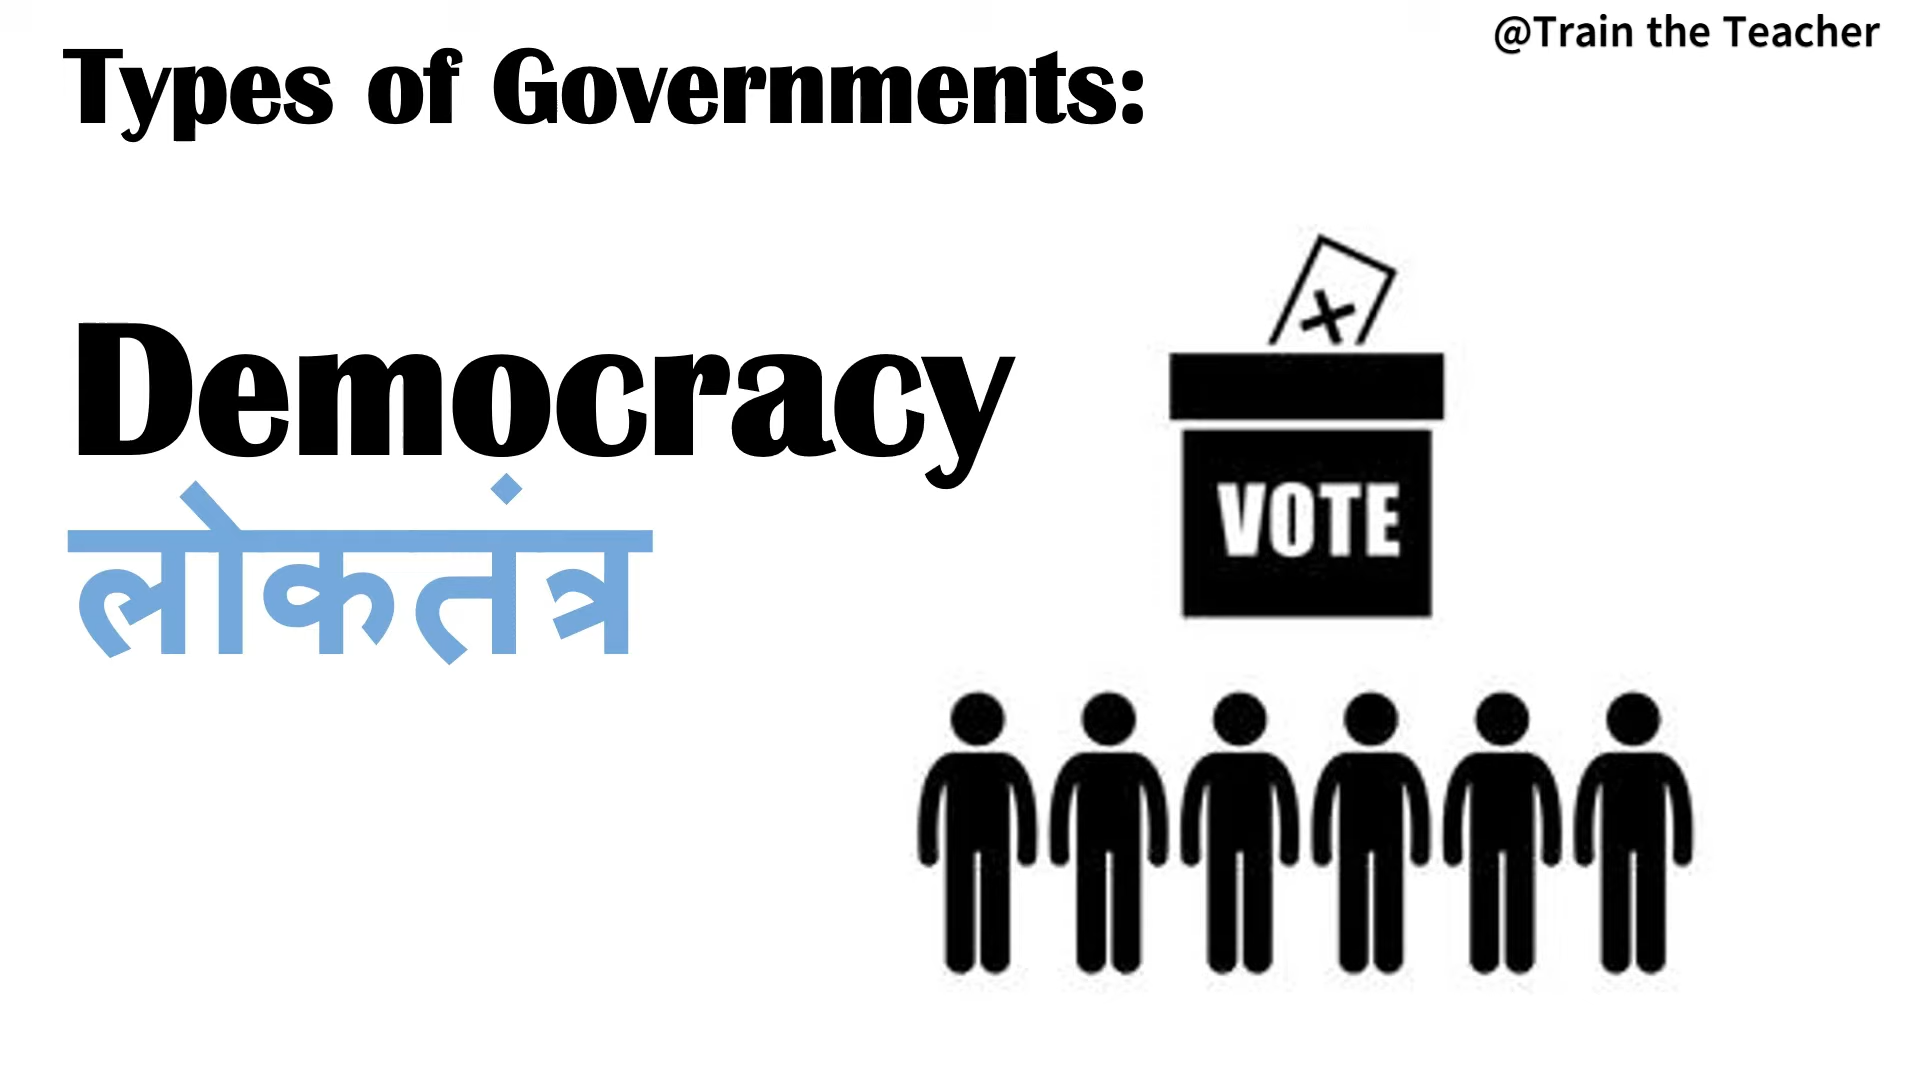 @Train the Teacher
Types of Governments:
Democracy
लोकतंत्र
VOTE